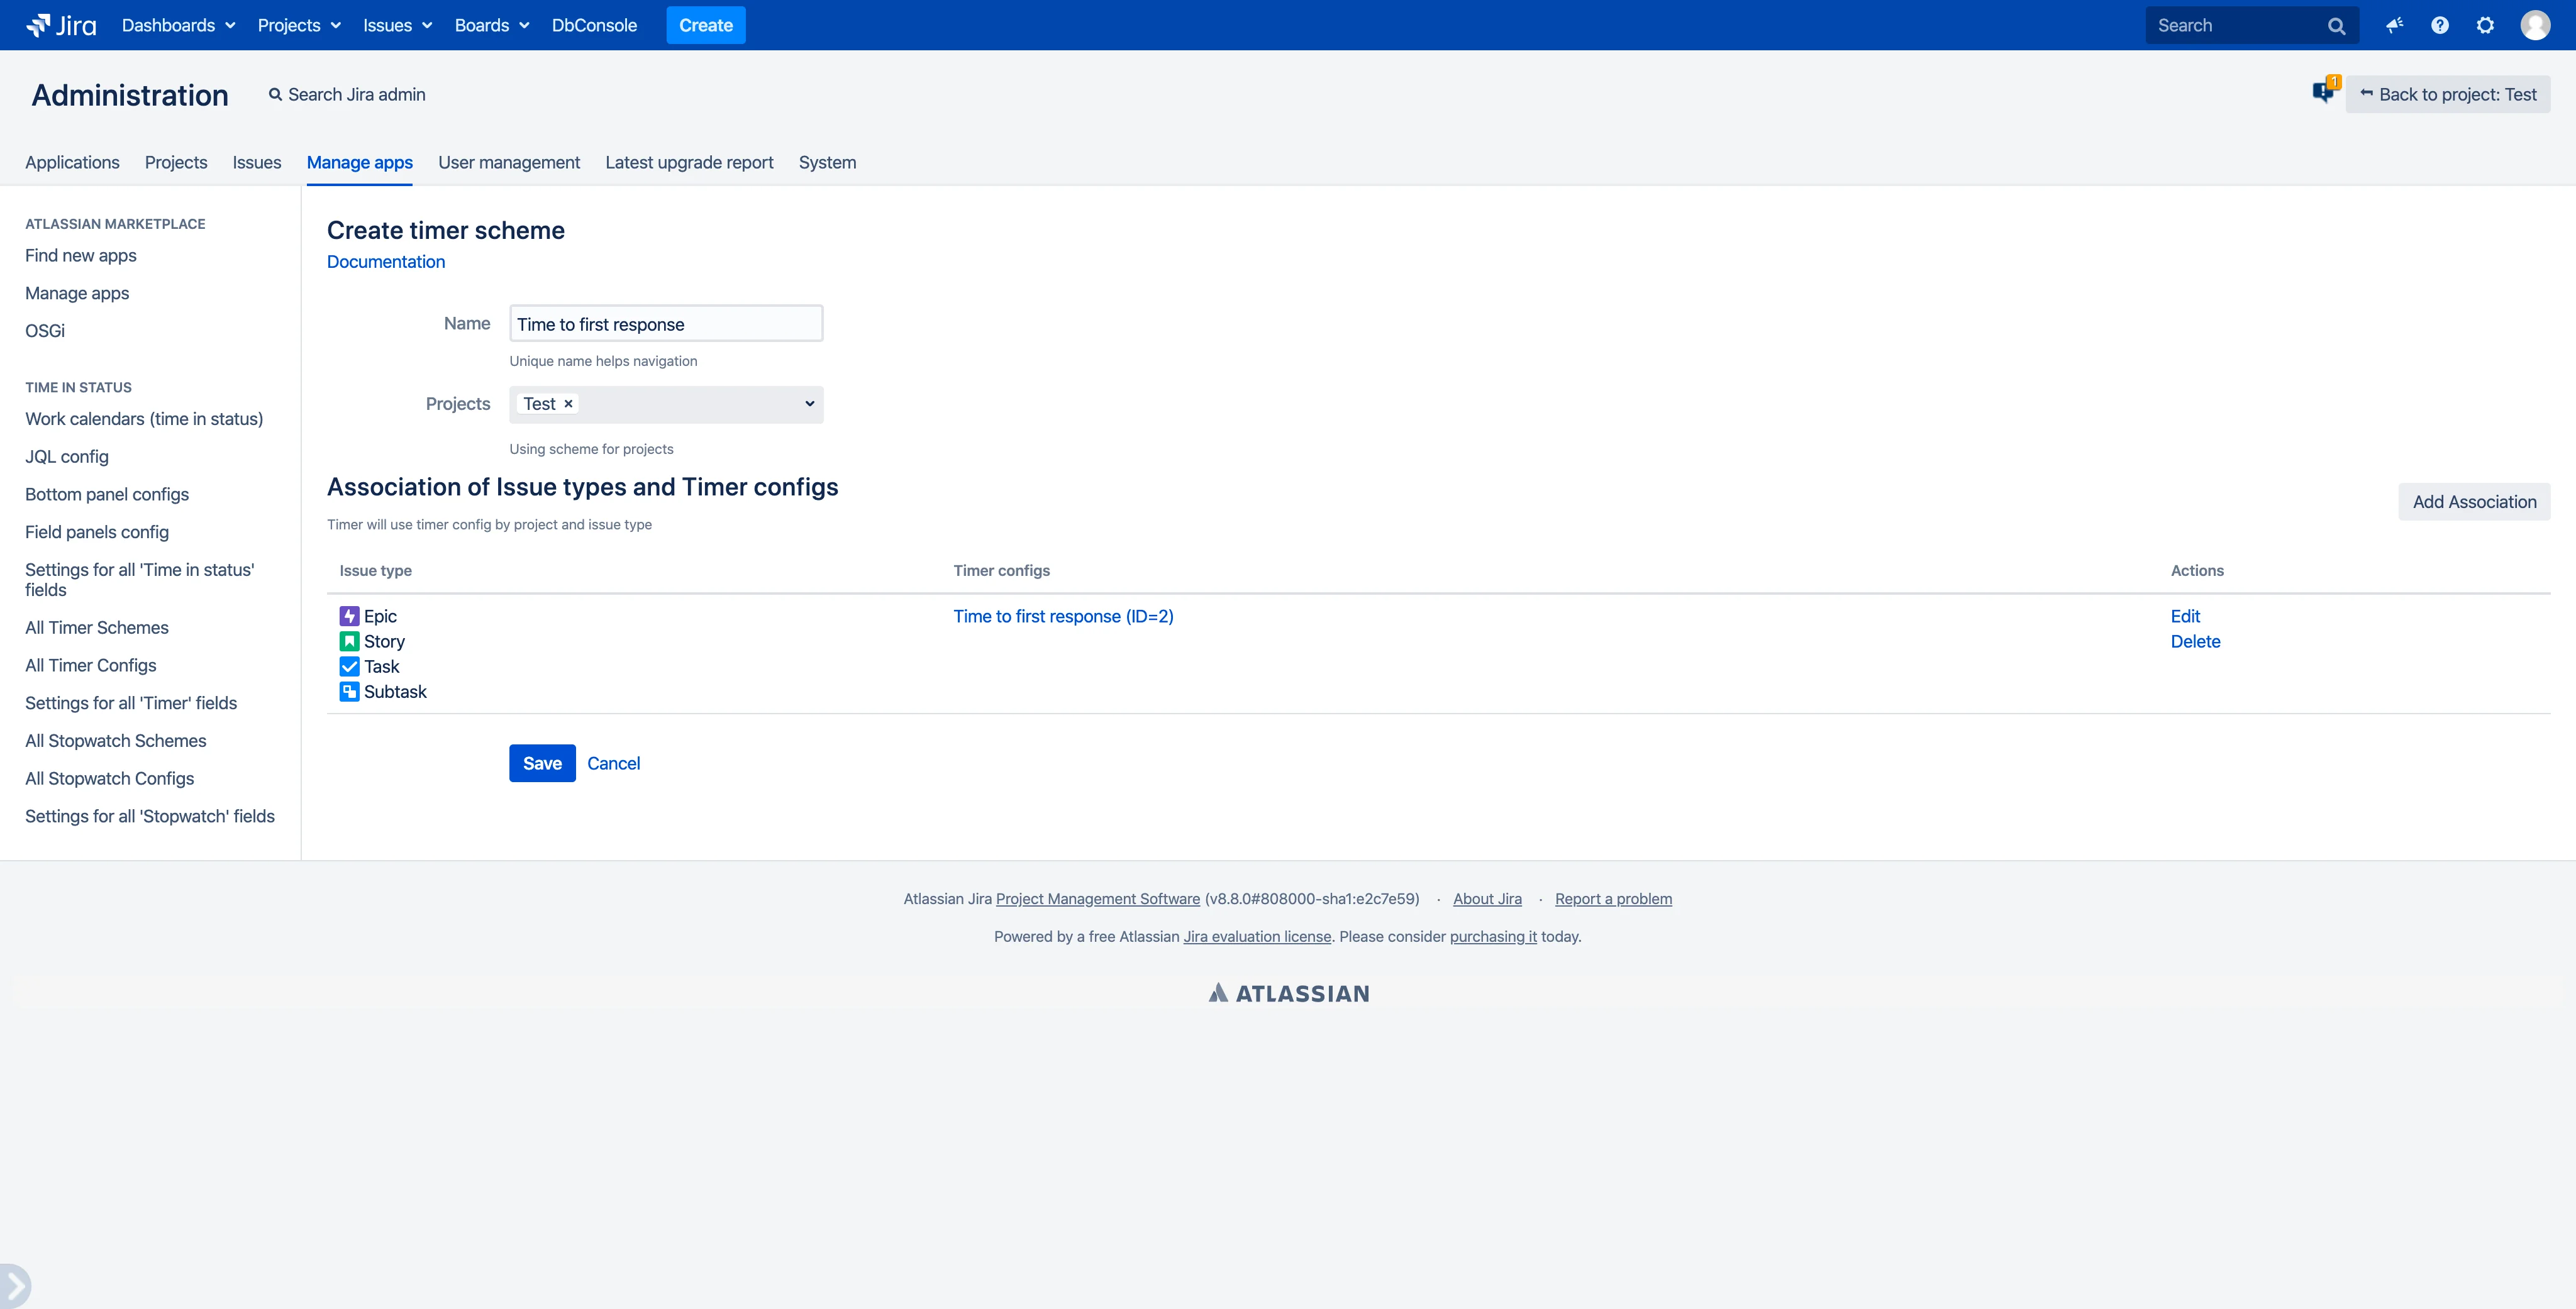 Jira Dashboards Projects Issues Boards DbConsole Create Search
Administration Search Jira admin 1 Back to project: Test
Applications Projects Issues Manage apps User management Latest upgrade report System
ATLASSIAN MARKETPLACE
Find new apps
Manage apps
OSGi
TIME IN STATUS
Work calendars (time in status)
JQL config
Bottom panel configs
Field panels config
Settings for all 'Time in status'
fields
All Timer Schemes
All Timer Configs
Settings for all 'Timer' fields
All Stopwatch Schemes
All Stopwatch Configs
Settings for all 'Stopwatch' fields
Create timer scheme
Documentation
Name Time to first response
Unique name helps navigation
Projects Test ×
Using scheme for projects
Association of Issue types and Timer configs
Add Association
Timer will use timer config by project and issue type
Issue type Timer configs Actions
Epic Time to first response (ID=2) Edit
Story Delete
Task
Subtask
Save Cancel
Atlassian Jira Project Management Software (v8.8.0#808000-sha1:e2c7e59) · About Jira · Report a problem
Powered by a free Atlassian Jira evaluation license. Please consider purchasing it today.
ATLASSIAN